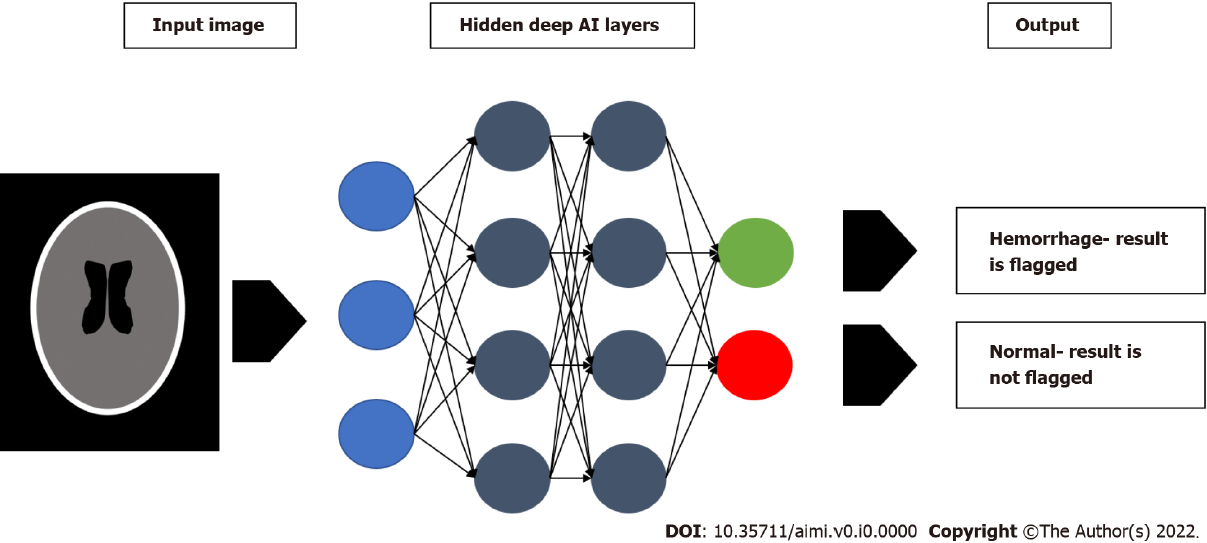 Input image
Hidden deep AI layers
Output
Hemorrhage- result
is flagged
Normal- result is
not flagged
DOI: 10.35711/aimi.v0.i0.0000 Copyright ©The Author(s) 2022.